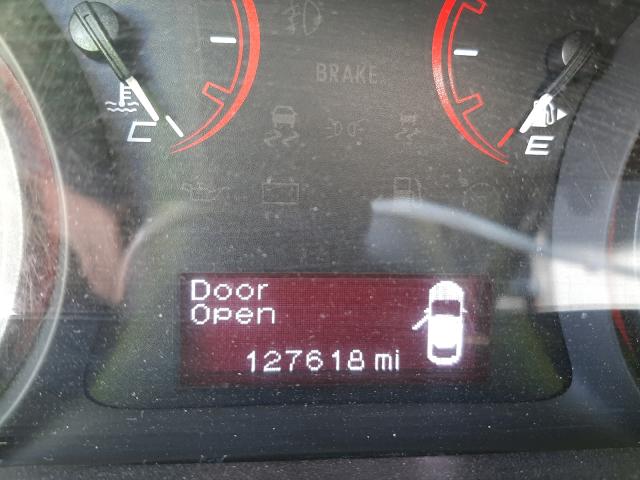 BRAKE
C
E
Door
Open
127618 mi